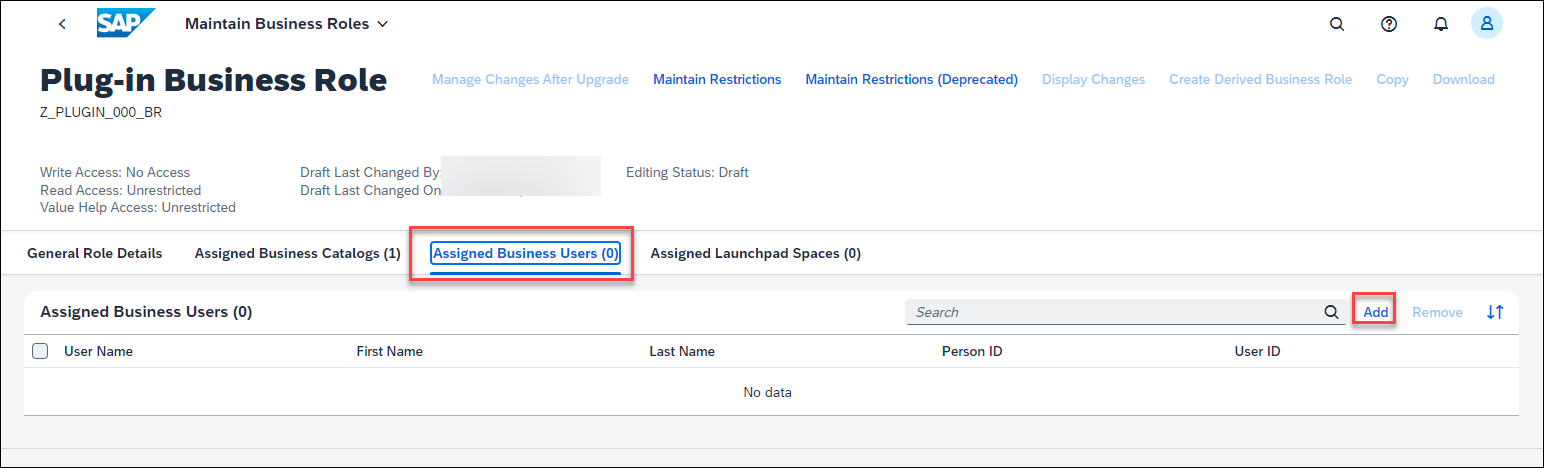 SAP Maintain Business Roles
Plug-in Business Role Manage Changes After Upgrade Maintain Restrictions Maintain Restrictions (Deprecated) Display Changes Create Derived Business Role Copy Download
Z_PLUGIN_000_BR
Write Access: No Access Draft Last Changed By: Editing Status: Draft
Read Access: Unrestricted Draft Last Changed On
Value Help Access: Unrestricted
General Role Details Assigned Business Catalogs (1) Assigned Business Users (0) Assigned Launchpad Spaces (0)
Assigned Business Users (0) Search Add Remove
User Name First Name Last Name Person ID User ID
No data